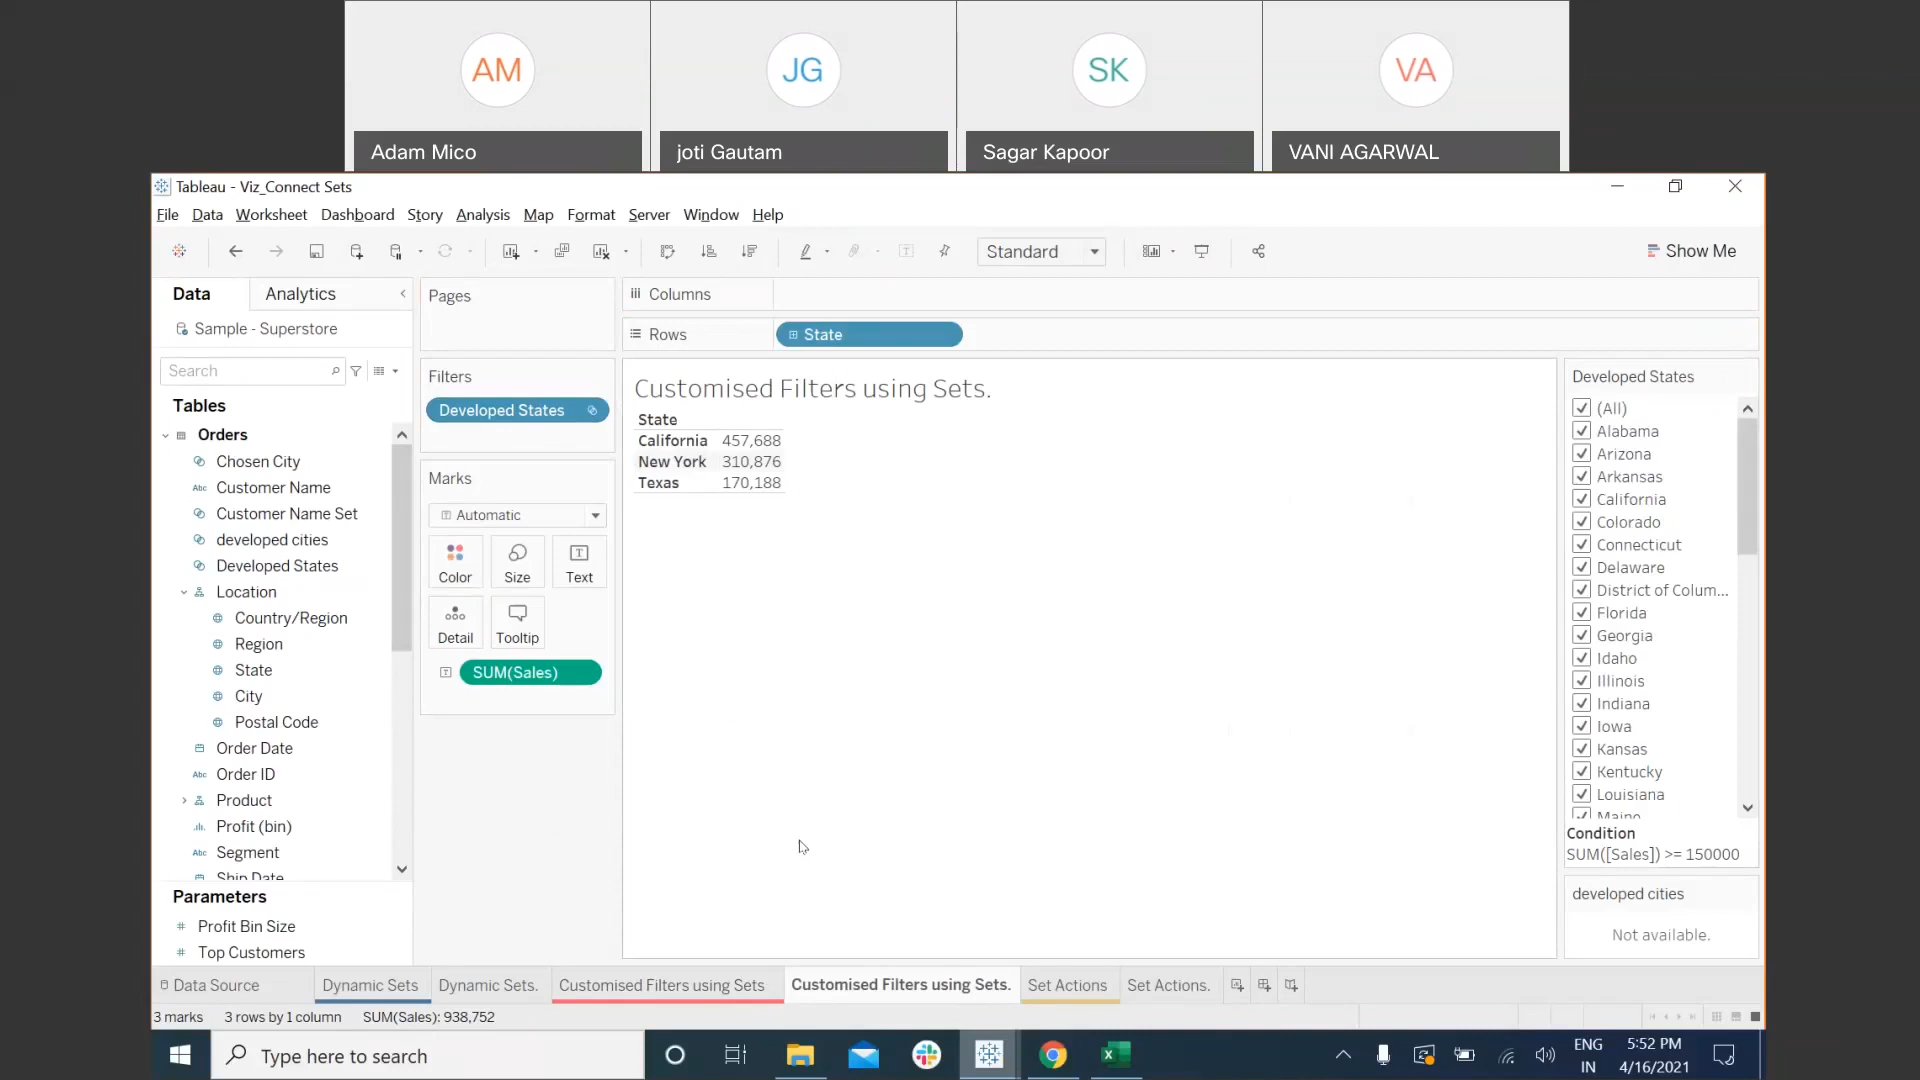 AM
JG
SK
VA
Adam Mico
joti Gautam
Sagar Kapoor
VANI AGARWAL
Tableau - Viz_Connect Sets
File Data Worksheet Dashboard Story Analysis Map Format Server Window Help
Standard
Show Me
Data
Analytics
Sample - Superstore
Search
Tables
Orders
Chosen City
Abc Customer Name
Customer Name Set
developed cities
Developed States
Location
Country/Region
Region
State
City
Postal Code
Order Date
Abc Order ID
Product
Profit (bin)
Abc Segment
Ship Date
Parameters
# Profit Bin Size
# Top Customers
Pages
Filters
Developed States
Marks
Automatic
Color
Size
Text
Detail
Tooltip
SUM(Sales)
Columns
Rows
State
Customised Filters using Sets.
State
California 457,688
New York 310,876
Texas 170,188
Developed States
(All)
Alabama
Arizona
Arkansas
California
Colorado
Connecticut
Delaware
District of Colum...
Florida
Georgia
Idaho
Illinois
Indiana
Iowa
Kansas
Kentucky
Louisiana
Maine
Condition
SUM([Sales]) >= 150000
developed cities
Not available.
Data Source
Dynamic Sets
Dynamic Sets.
Customised Filters using Sets
Customised Filters using Sets.
Set Actions
Set Actions.
3 marks 3 rows by 1 column SUM(Sales): 938,752
Type here to search
ENG
IN
5:52 PM
4/16/2021